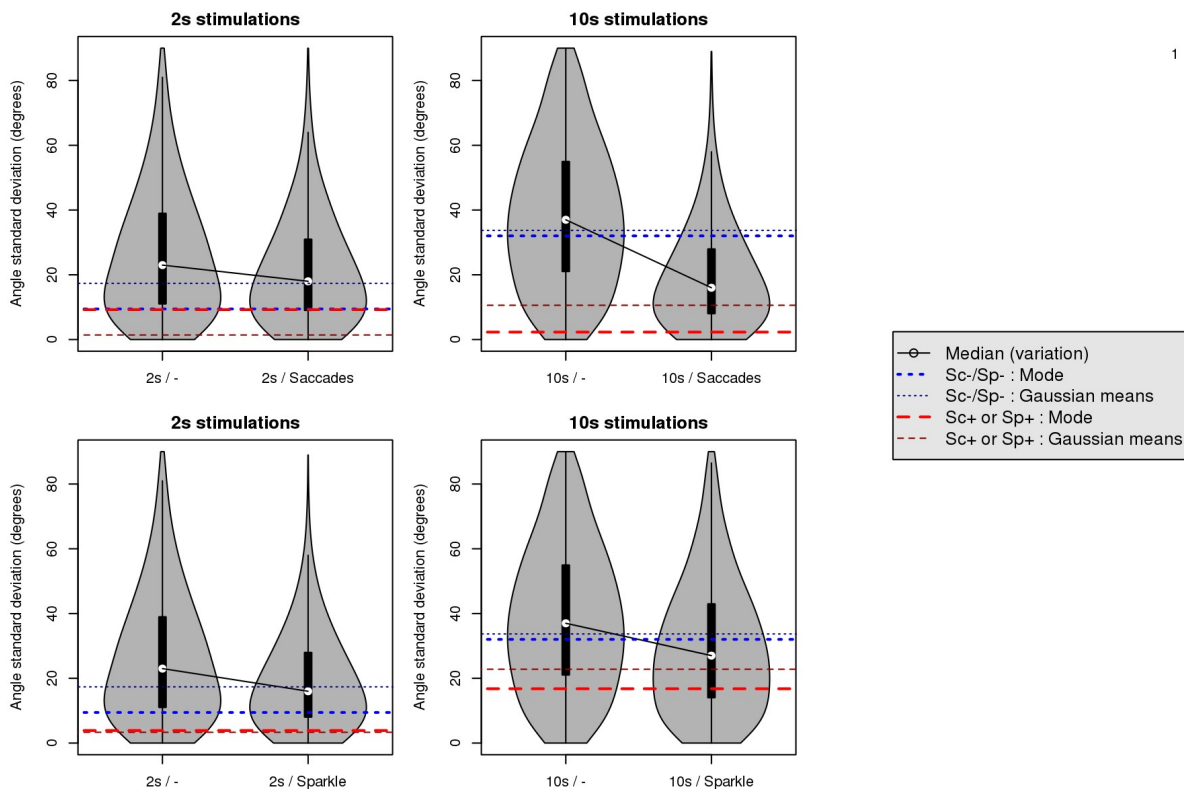 2s stimulations
10s stimulations
1
Angle standard deviation (degrees)
0 20 40 60 80
2s / - 2s / Saccades
Angle standard deviation (degrees)
0 20 40 60 80
10s / - 10s / Saccades
Median (variation)
Sc-/Sp- : Mode
Sc-/Sp- : Gaussian means
Sc+ or Sp+ : Mode
Sc+ or Sp+ : Gaussian means
2s stimulations
10s stimulations
Angle standard deviation (degrees)
0 20 40 60 80
2s / - 2s / Sparkle
Angle standard deviation (degrees)
0 20 40 60 80
10s / - 10s / Sparkle